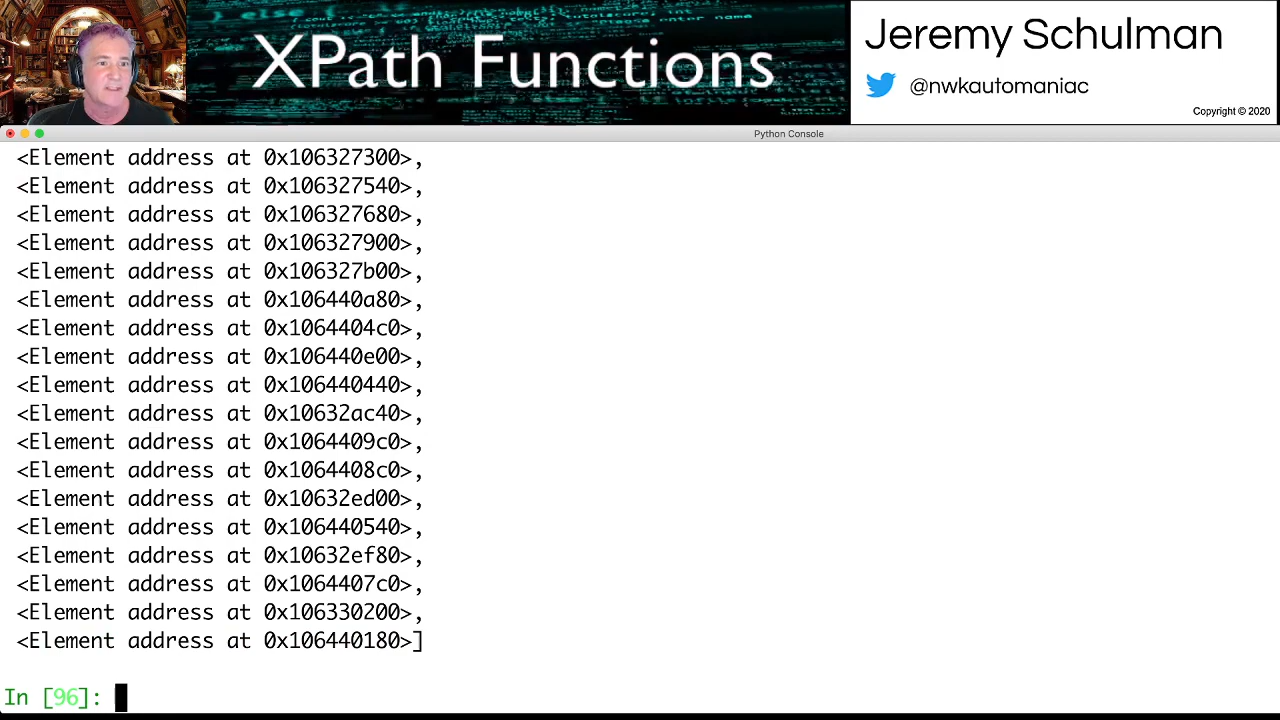 XPath Functions
Jeremy Schulman
@nwkautomaniac
Copyright © 2020
Python Console
<Element address at 0x106327300>,
<Element address at 0x106327540>,
<Element address at 0x106327680>,
<Element address at 0x106327900>,
<Element address at 0x106327b00>,
<Element address at 0x106440a80>,
<Element address at 0x1064404c0>,
<Element address at 0x106440e00>,
<Element address at 0x106440440>,
<Element address at 0x10632ac40>,
<Element address at 0x1064409c0>,
<Element address at 0x1064408c0>,
<Element address at 0x10632ed00>,
<Element address at 0x106440540>,
<Element address at 0x10632ef80>,
<Element address at 0x1064407c0>,
<Element address at 0x106330200>,
<Element address at 0x106440180>]
In [96]: